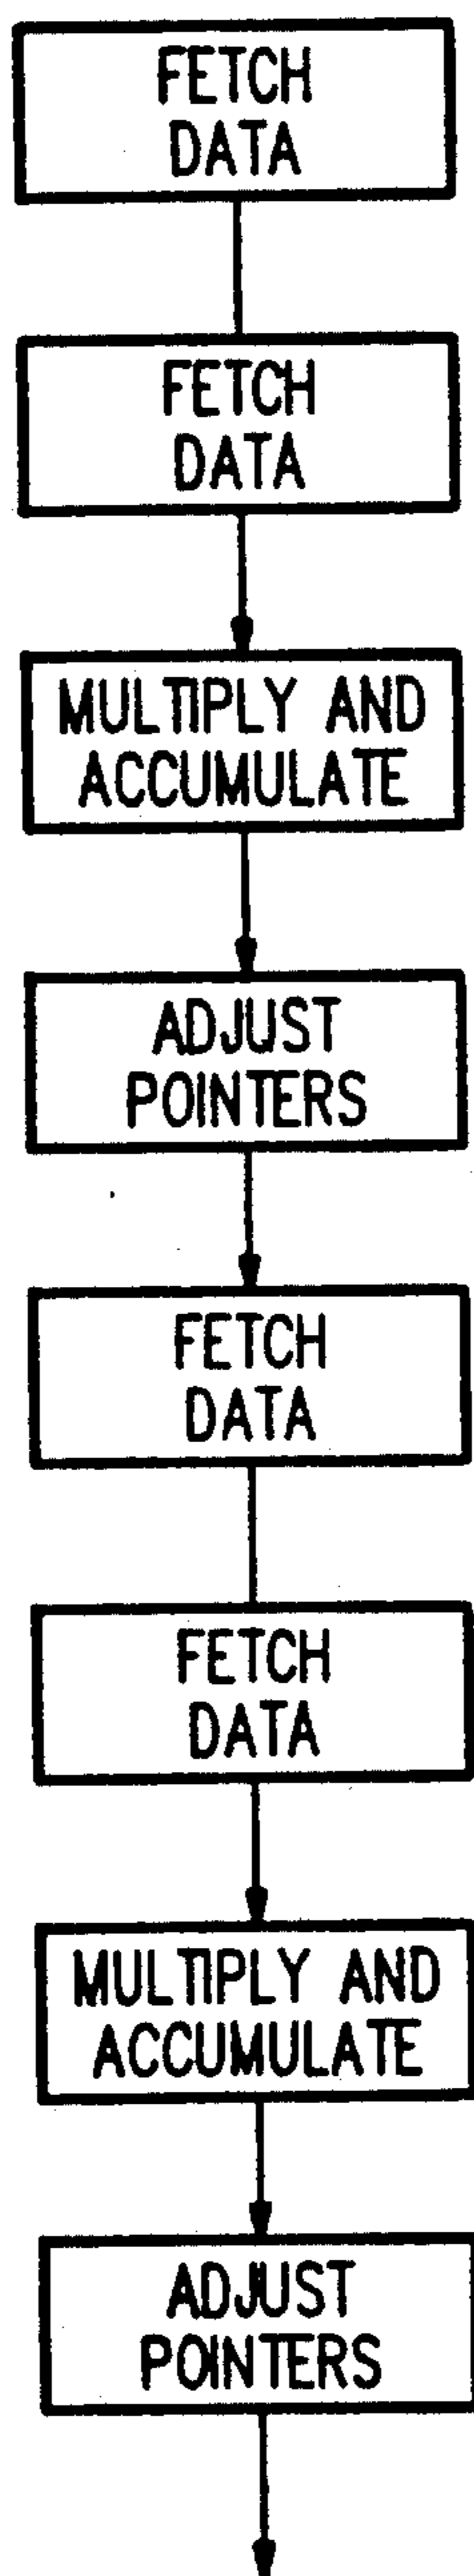 FETCH
DATA
FETCH
DATA
MULTIPLY AND
ACCUMULATE
ADJUST
POINTERS
FETCH
DATA
FETCH
DATA
MULTIPLY AND
ACCUMULATE
ADJUST
POINTERS